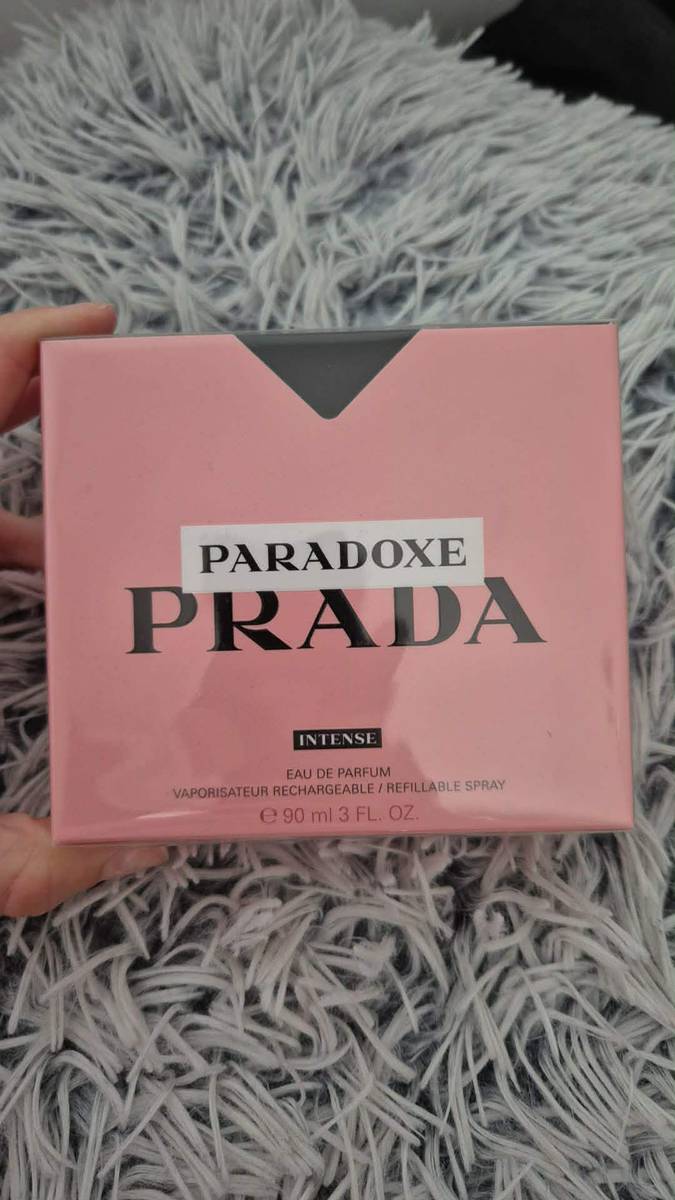 PARADOXE
PRADA
INTENSE
EAU DE PARFUM
VAPORISATEUR RECHARGEABLE / REFILLABLE SPRAY
℮ 90 ml 3 FL. OZ.